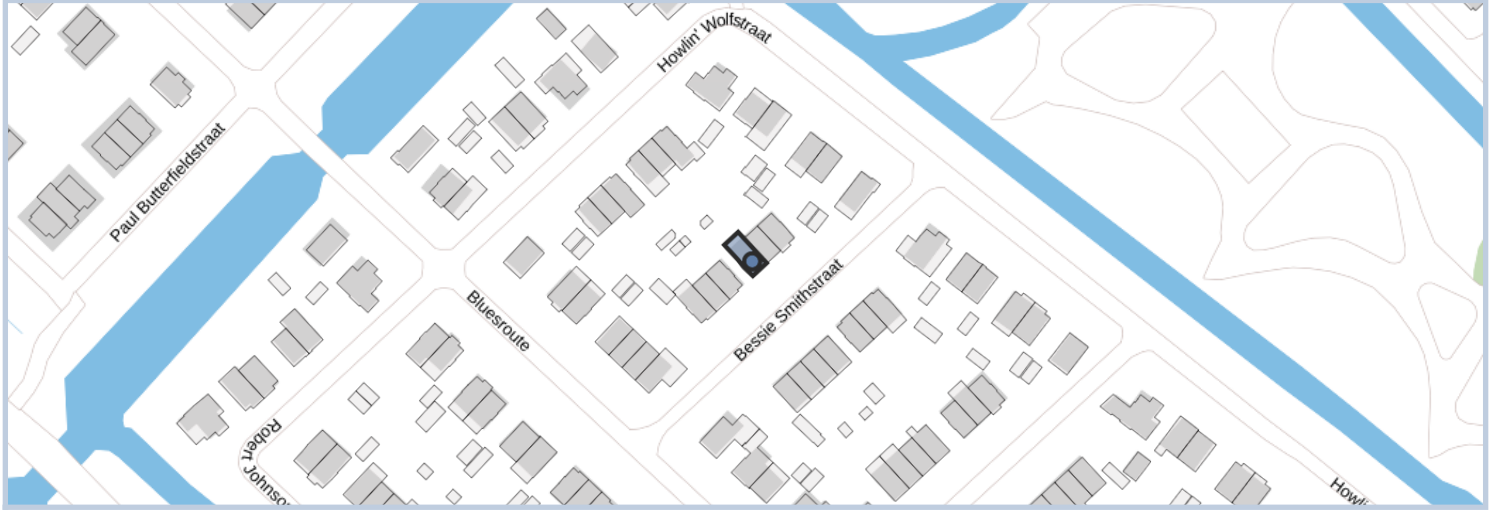 Howlin' Wolfstraat
Paul Butterfieldstraat
Bessie Smithstraat
Bluesroute
Robert Johnso
Howli